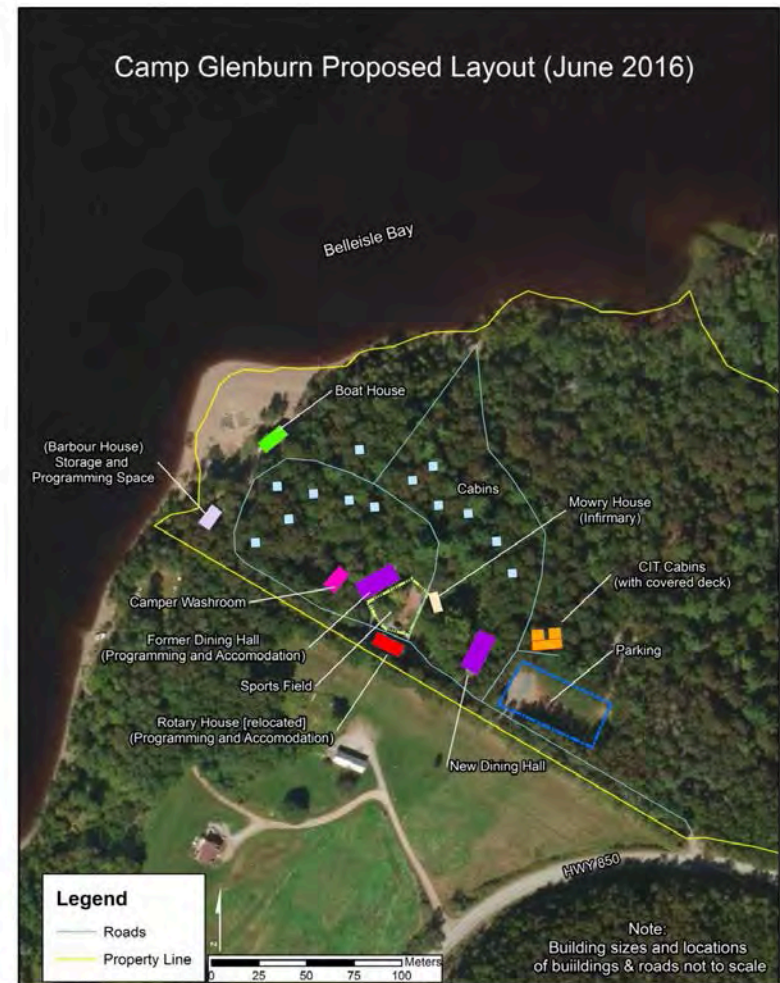 Camp Glenburn Proposed Layout (June 2016)
Belleisle Bay
Boat House
(Barbour House)
Storage and
Programming Space
Cabins
Mowry House
(Infirmary)
CIT Cabins
(with covered deck)
Camper Washroom
Parking
Former Dining Hall
(Programming and Accomodation)
Sports Field
Rotary House [relocated]
(Programming and Accomodation)
New Dining Hall
HWY 850
Legend
Roads
Property Line
Z
Meters
0 25 50 75 100
Note:
Building sizes and locations
of buiildings & roads not to scale